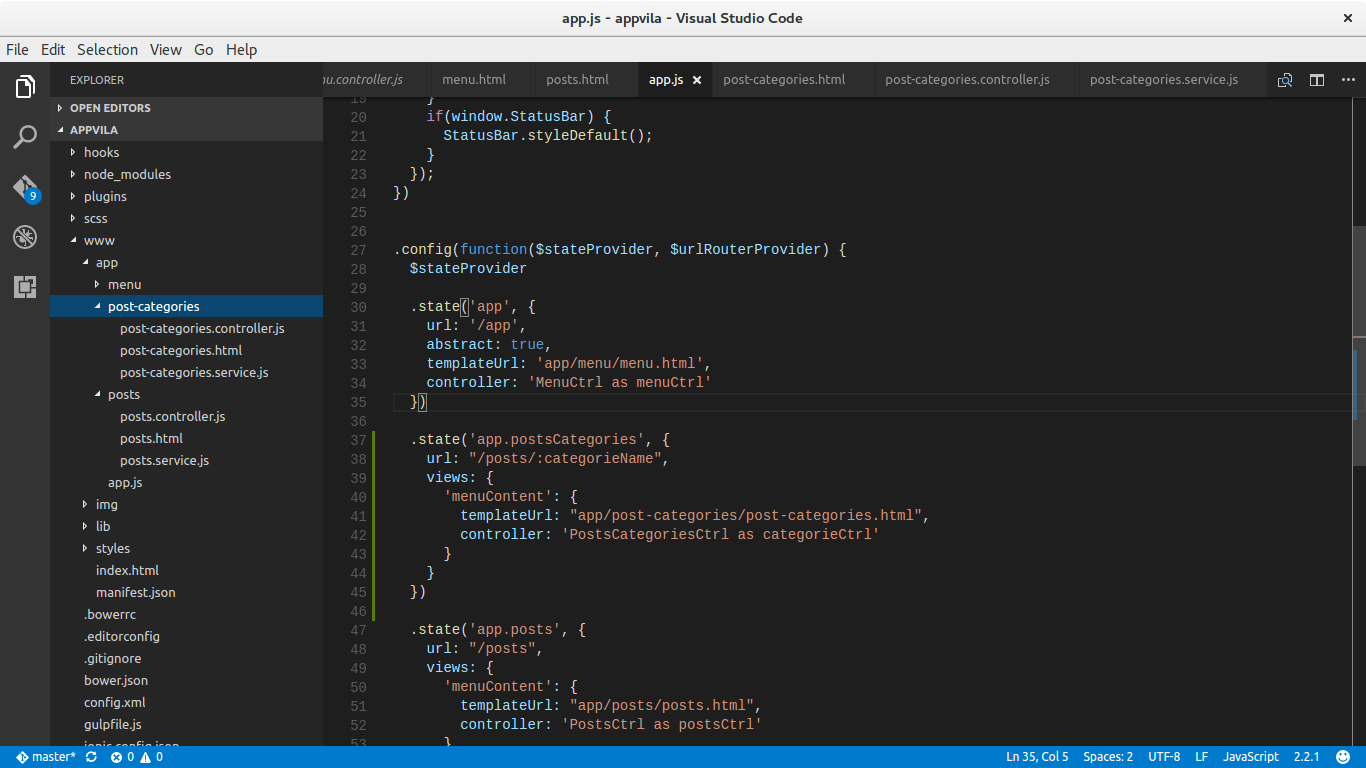 app.js - appvila - Visual Studio Code
File Edit Selection View Go Help
EXPLORER
OPEN EDITORS
APPVILA
hooks
node_modules
plugins
scss
www
app
menu
post-categories
post-categories.controller.js
post-categories.html
post-categories.service.js
posts
posts.controller.js
posts.html
posts.service.js
app.js
img
lib
styles
index.html
manifest.json
.bowerrc
.editorconfig
.gitignore
bower.json
config.xml
gulpfile.js
ionic.config.json
9
nu.controller.js menu.html posts.html app.js post-categories.html post-categories.controller.js post-categories.service.js
19 }
20 if(window.StatusBar) {
21 StatusBar.styleDefault();
22 }
23 });
24 })
25
26
27 .config(function($stateProvider, $urlRouterProvider) {
28 $stateProvider
29
30 .state('app', {
31 url: '/app',
32 abstract: true,
33 templateUrl: 'app/menu/menu.html',
34 controller: 'MenuCtrl as menuCtrl'
35 })
36
37 .state('app.postsCategories', {
38 url: "/posts/:categorieName",
39 views: {
40 'menuContent': {
41 templateUrl: "app/post-categories/post-categories.html",
42 controller: 'PostsCategoriesCtrl as categorieCtrl'
43 }
44 }
45 })
46
47 .state('app.posts', {
48 url: "/posts",
49 views: {
50 'menuContent': {
51 templateUrl: "app/posts/posts.html",
52 controller: 'PostsCtrl as postsCtrl'
53 }
master* 0 0 Ln 35, Col 5 Spaces: 2 UTF-8 LF JavaScript 2.2.1